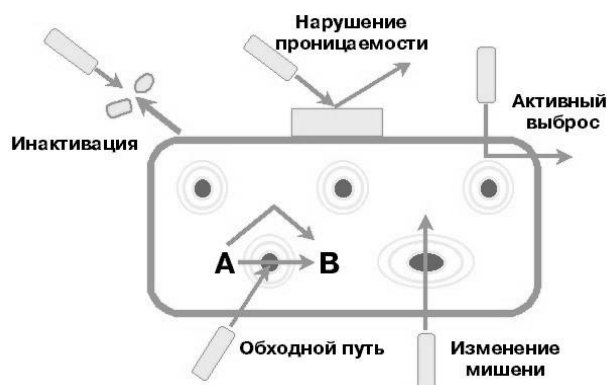 Нарушение
проницаемости
Активный
выброс
Инактивация
А
В
Обходной путь
Изменение
мишени